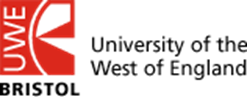 UWE
BRISTOL
University of the
West of England